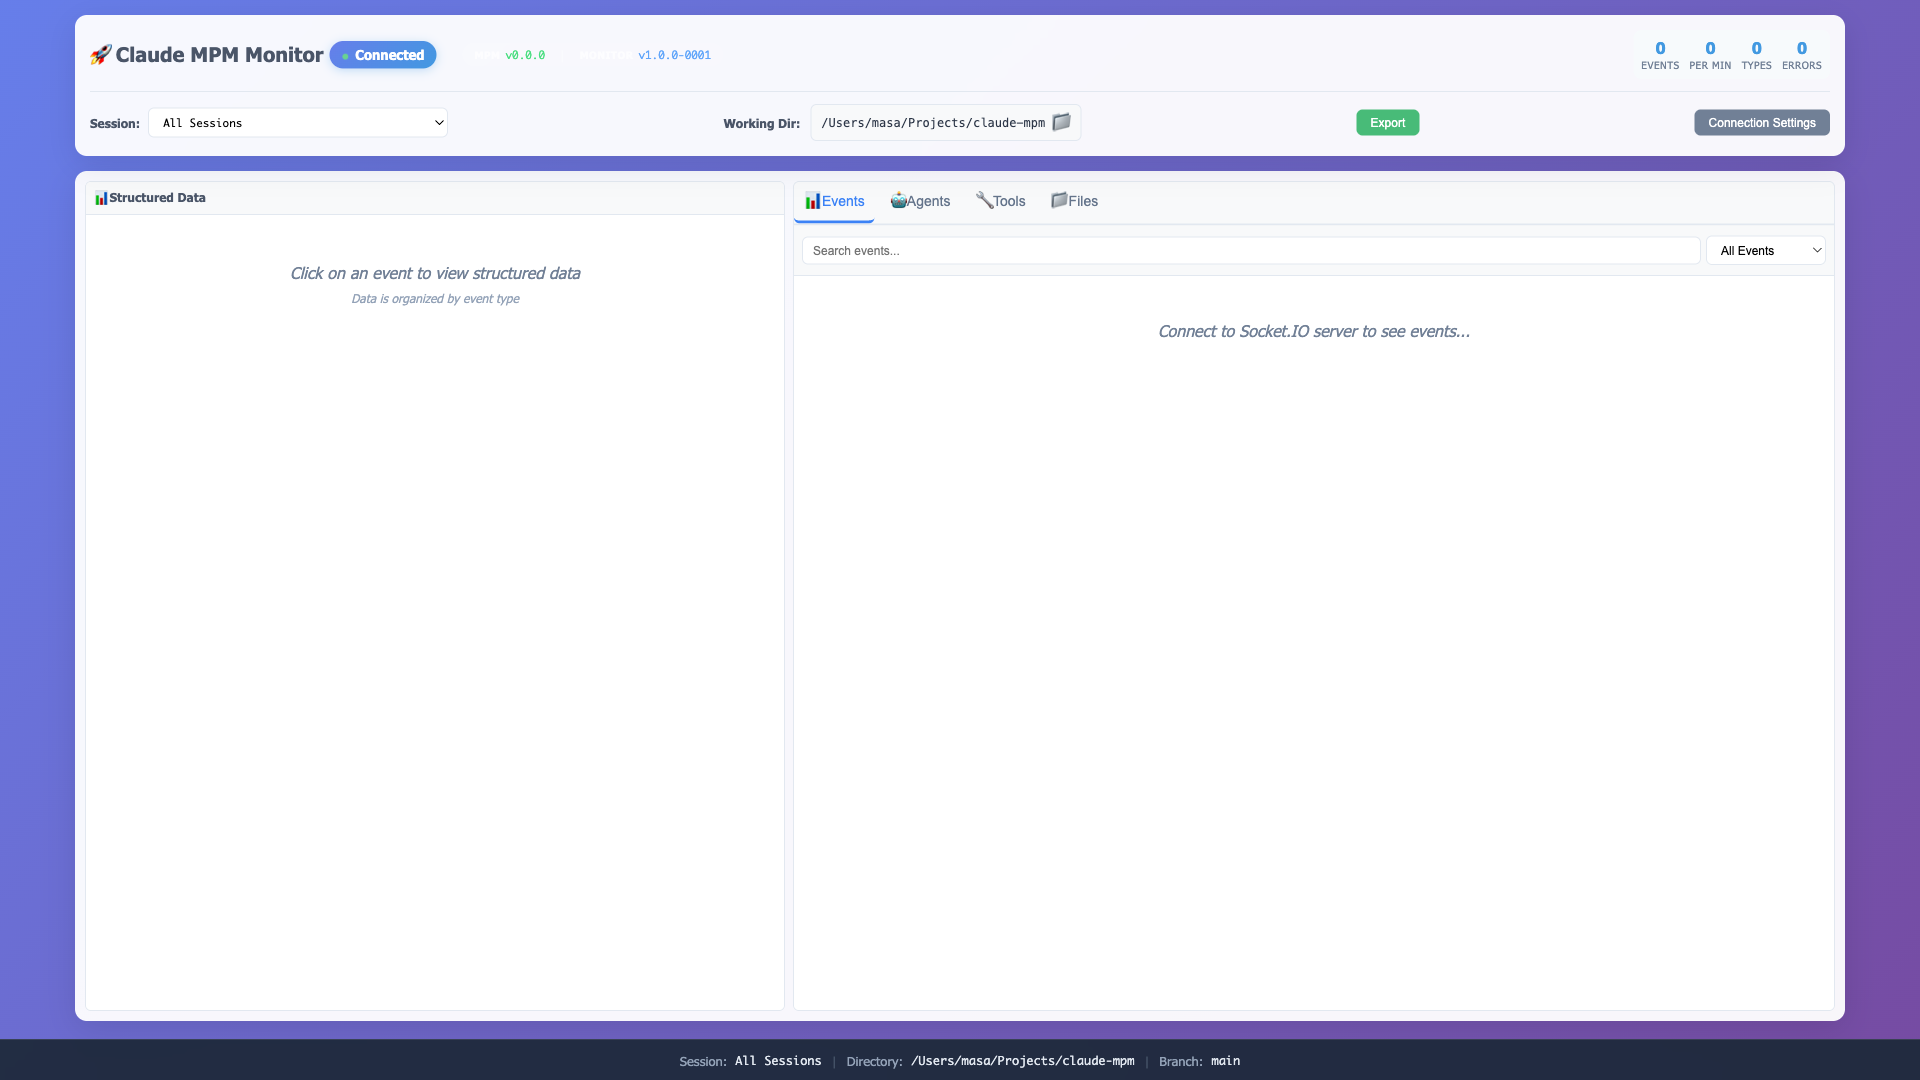 Claude MPM Monitor
Connected
v0.0.0
v1.0.0-0001
0 EVENTS
0 PER MIN
0 TYPES
0 ERRORS
Session:
All Sessions
Working Dir:
/Users/masa/Projects/claude-mpm
Export
Connection Settings
Structured Data
Click on an event to view structured data
Data is organized by event type
Events
Agents
Tools
Files
Search events...
All Events
Connect to Socket.IO server to see events...
Session: All Sessions | Directory: /Users/masa/Projects/claude-mpm | Branch: main